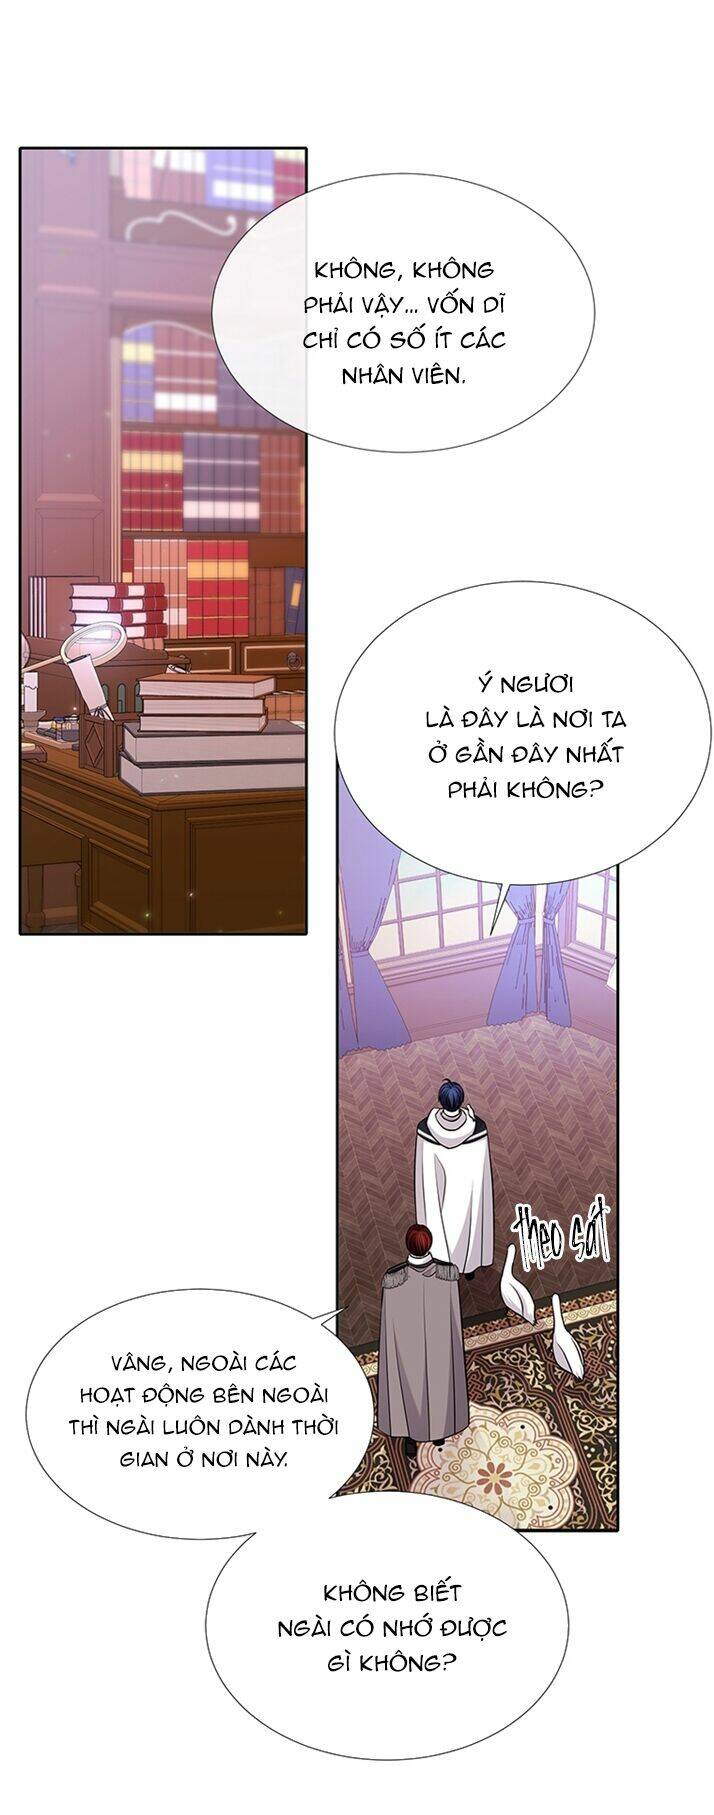 KHÔNG, KHÔNG
PHẢI VẬY... VỐN DĨ
CHỈ CÓ SỐ ÍT CÁC
NHÂN VIÊN.
Ý NGƯƠI
LÀ ĐÂY LÀ NƠI TA
Ở GẦN ĐÂY NHẤT
PHẢI KHÔNG?
theo sát
VÂNG, NGOÀI CÁC
HOẠT ĐỘNG BÊN NGOÀI
THÌ NGÀI LUÔN DÀNH THỜI
GIAN Ở NƠI NÀY.
KHÔNG BIẾT
NGÀI CÓ NHỚ ĐƯỢC
GÌ KHÔNG?